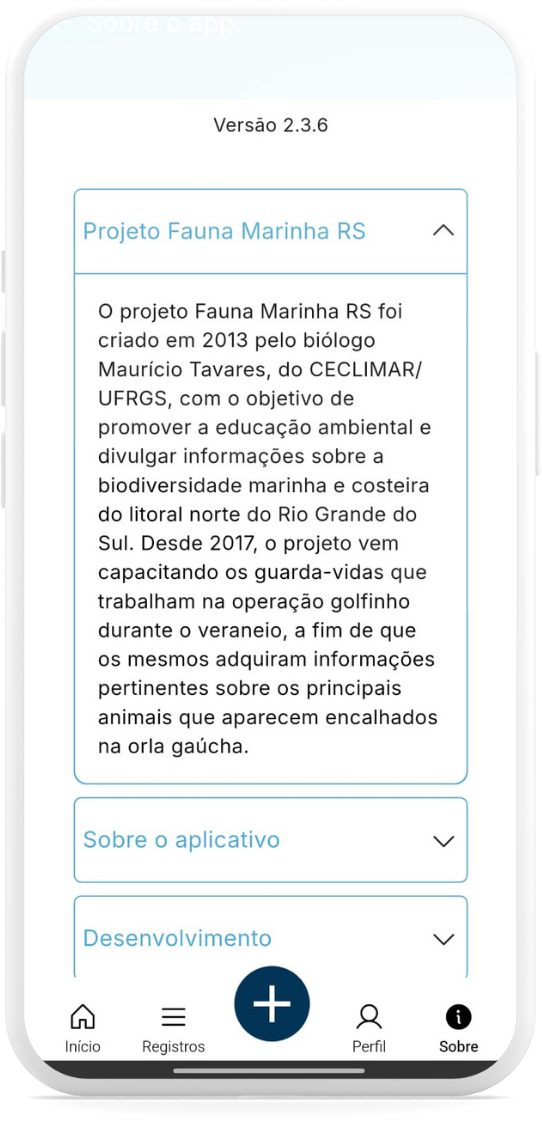 Sobre o app
Versão 2.3.6
Projeto Fauna Marinha RS
O projeto Fauna Marinha RS foi
criado em 2013 pelo biólogo
Maurício Tavares, do CECLIMAR/
UFRGS, com o objetivo de
promover a educação ambiental e
divulgar informações sobre a
biodiversidade marinha e costeira
do litoral norte do Rio Grande do
Sul. Desde 2017, o projeto vem
capacitando os guarda-vidas que
trabalham na operação golfinho
durante o veraneio, a fim de que
os mesmos adquiram informações
pertinentes sobre os principais
animais que aparecem encalhados
na orla gaúcha.
Sobre o aplicativo
Desenvolvimento
Início
Registros
Perfil
Sobre